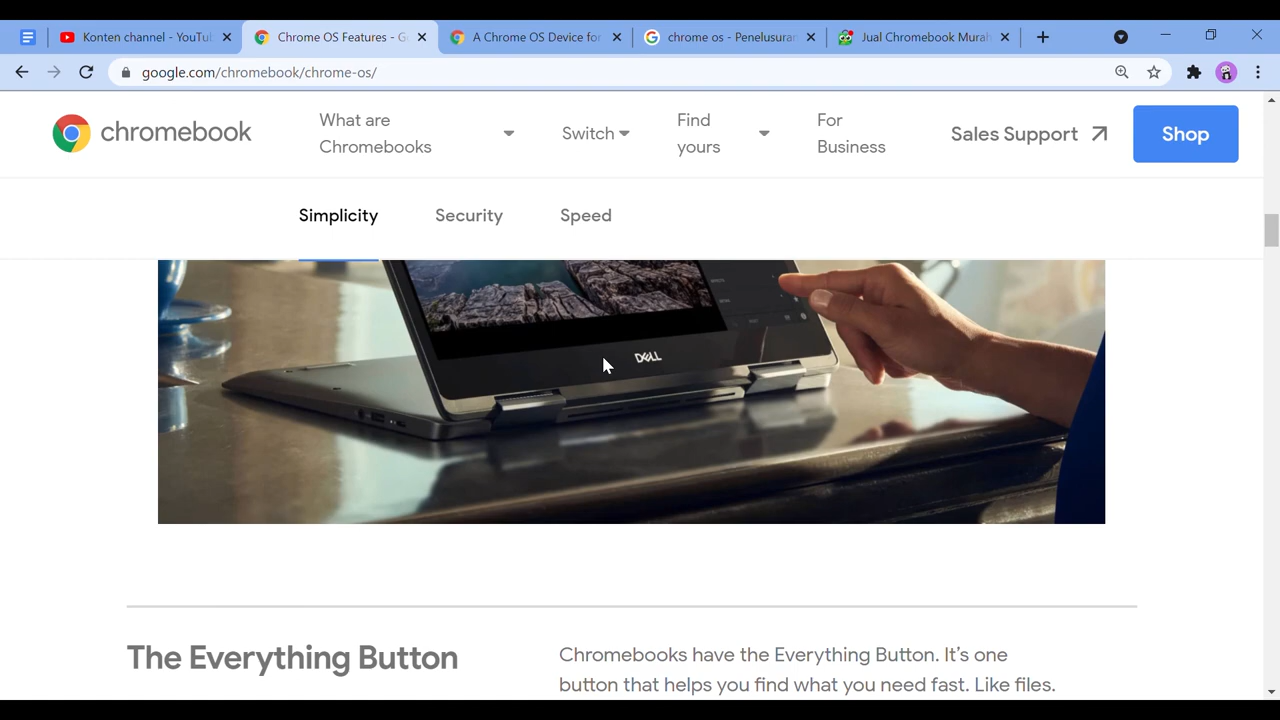 Konten channel - YouTu
Chrome OS Features - Go
A Chrome OS Device for
chrome os - Penelusuran
Jual Chromebook Murah
google.com/chromebook/chrome-os/
chromebook
What are
Chromebooks
Switch
Find
yours
For
Business
Sales Support
Shop
Simplicity
Security
Speed
DELL
The Everything Button
Chromebooks have the Everything Button. It’s one
button that helps you find what you need fast. Like files.